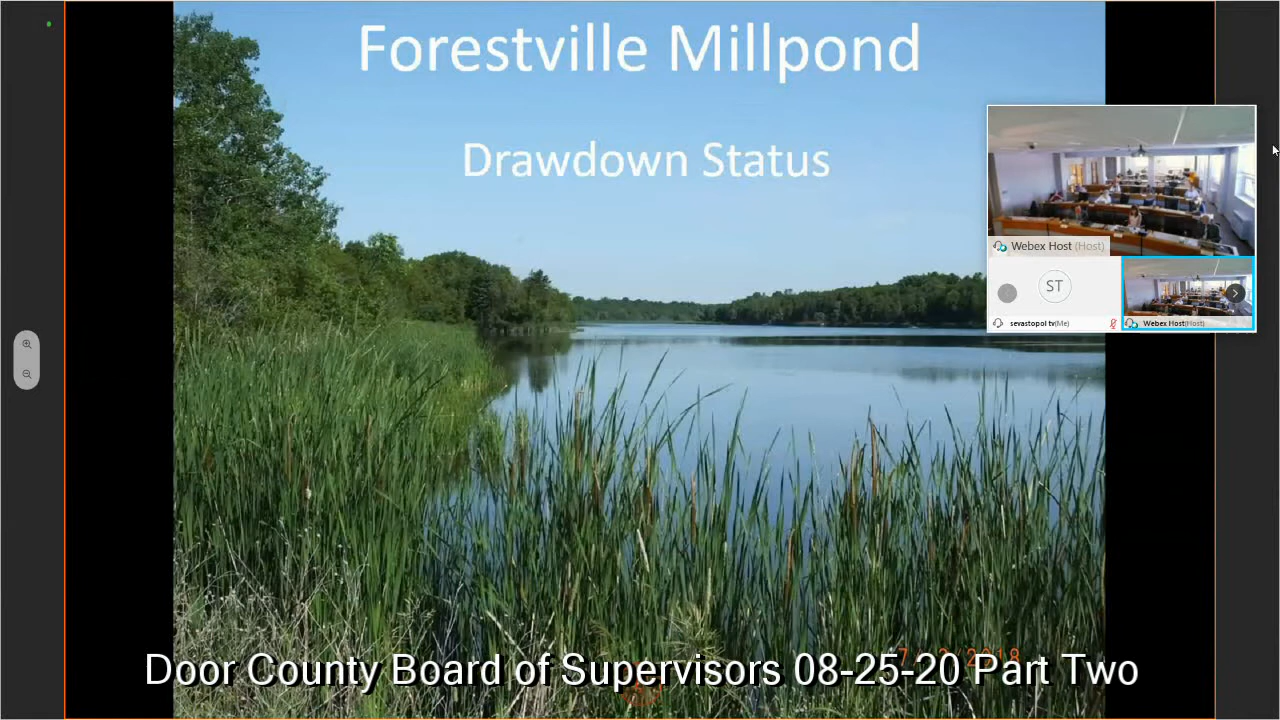 Forestville Millpond
Drawdown Status
Webex Host (Host)
ST
sevastopol tv(Me)
Webex Host(Host)
Door County Board of Supervisors 08-25-20 Part Two